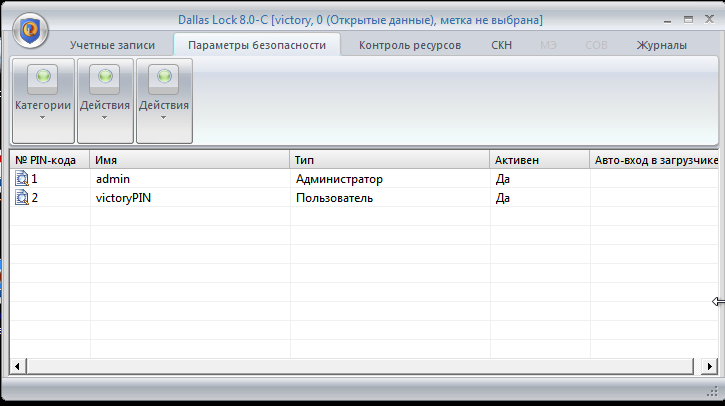 Dallas Lock 8.0-C [victory, 0 (Открытые данные), метка не выбрана]
Учетные записи Параметры безопасности Контроль ресурсов СКН МЭ СОВ Журналы
Категории Действия Действия
№ PIN-кода Имя Тип Активен Авто-вход в загрузчике
1 admin Администратор Да
2 victoryPIN Пользователь Да